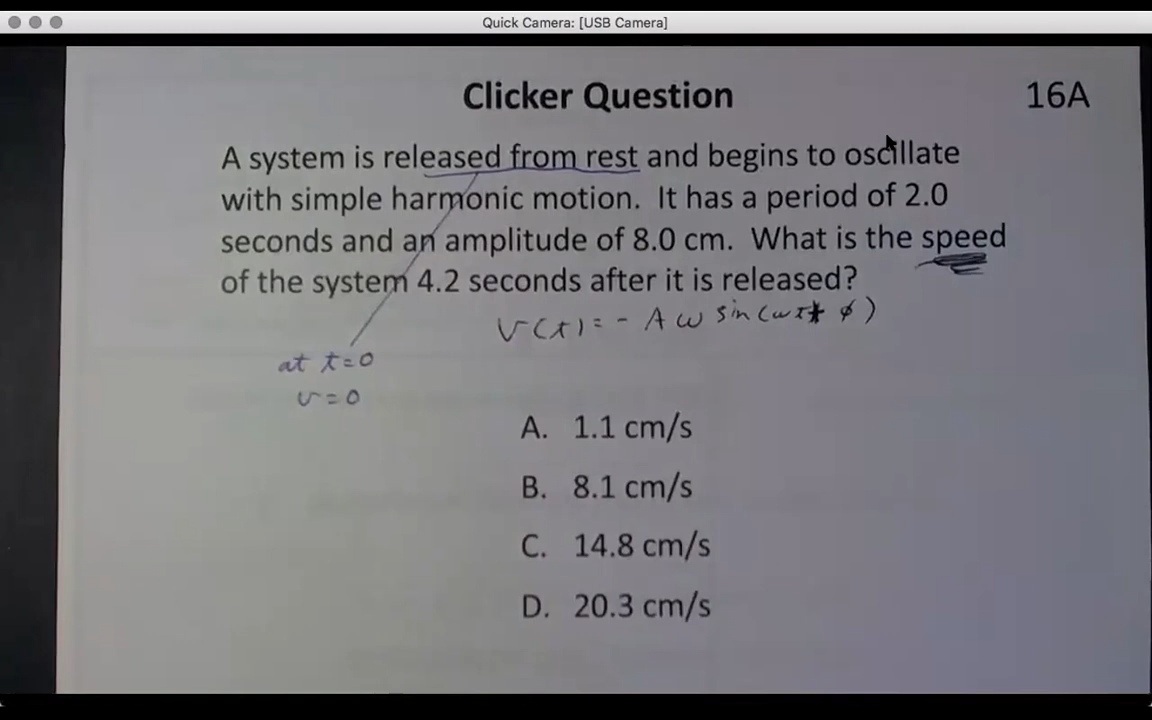 Quick Camera: [USB Camera]
Clicker Question
16A
A system is released from rest and begins to oscillate
with simple harmonic motion. It has a period of 2.0
seconds and an amplitude of 8.0 cm. What is the speed
of the system 4.2 seconds after it is released?
v(t) = - A ω sin(ωt + φ)
at t=0
v=0
A. 1.1 cm/s
B. 8.1 cm/s
C. 14.8 cm/s
D. 20.3 cm/s